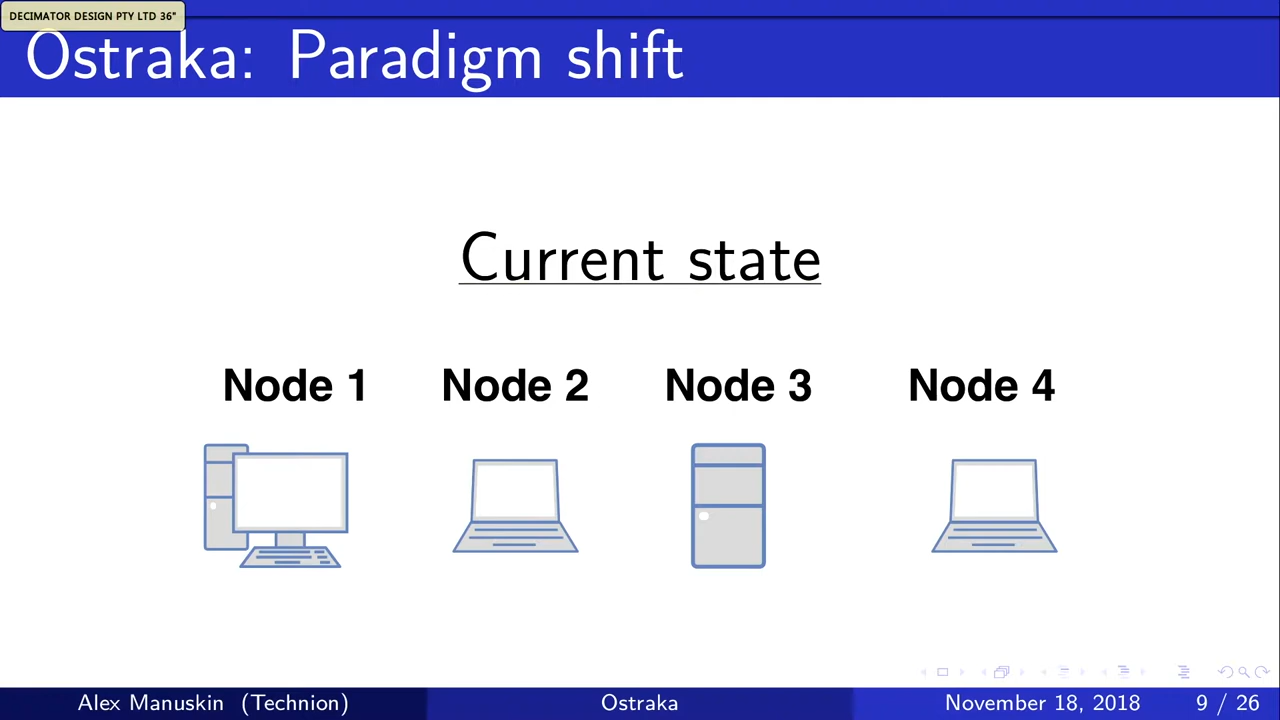 DECIMATOR DESIGN PTY LTD 36"
Ostraka: Paradigm shift
Current state
Node 1 Node 2 Node 3 Node 4
Alex Manuskin (Technion) Ostraka November 18, 2018 9 / 26